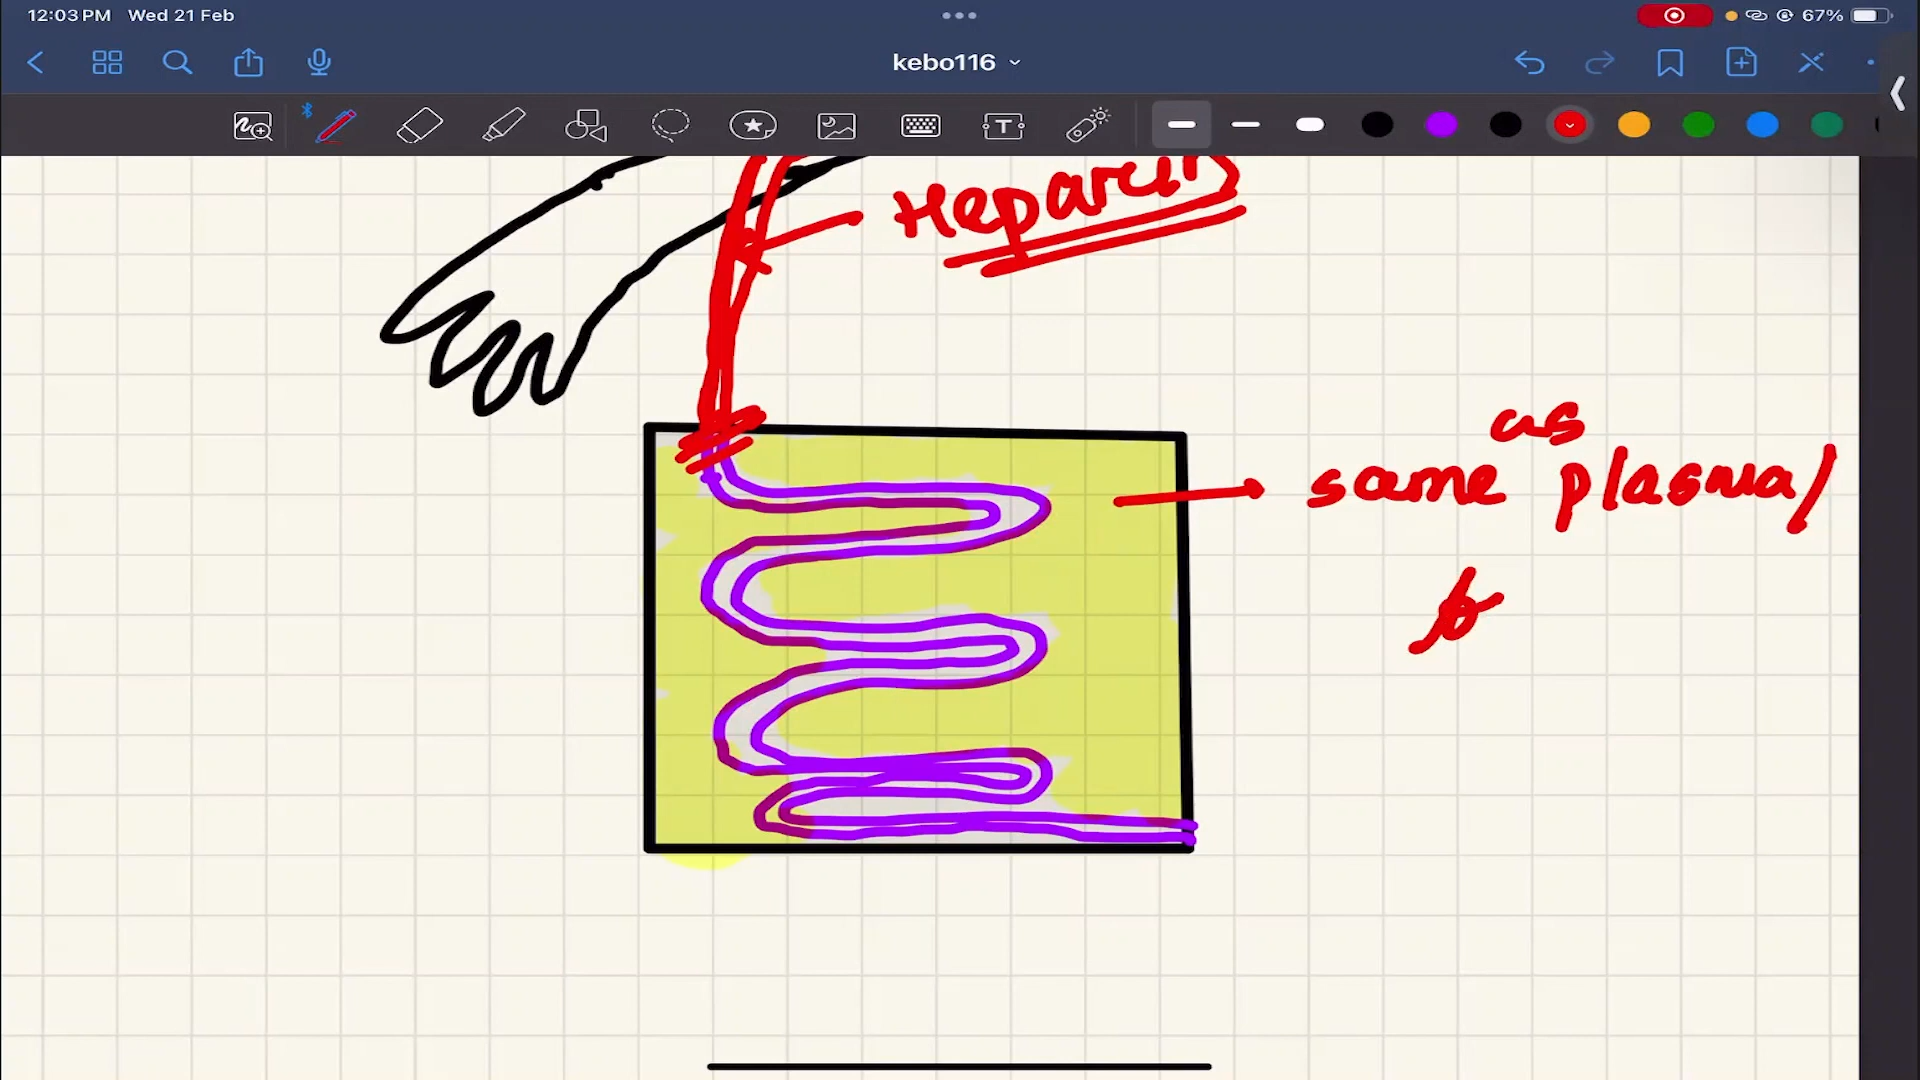 12:03 PM Wed 21 Feb
67%
kebo116
T
Heparin
as
same plasma/